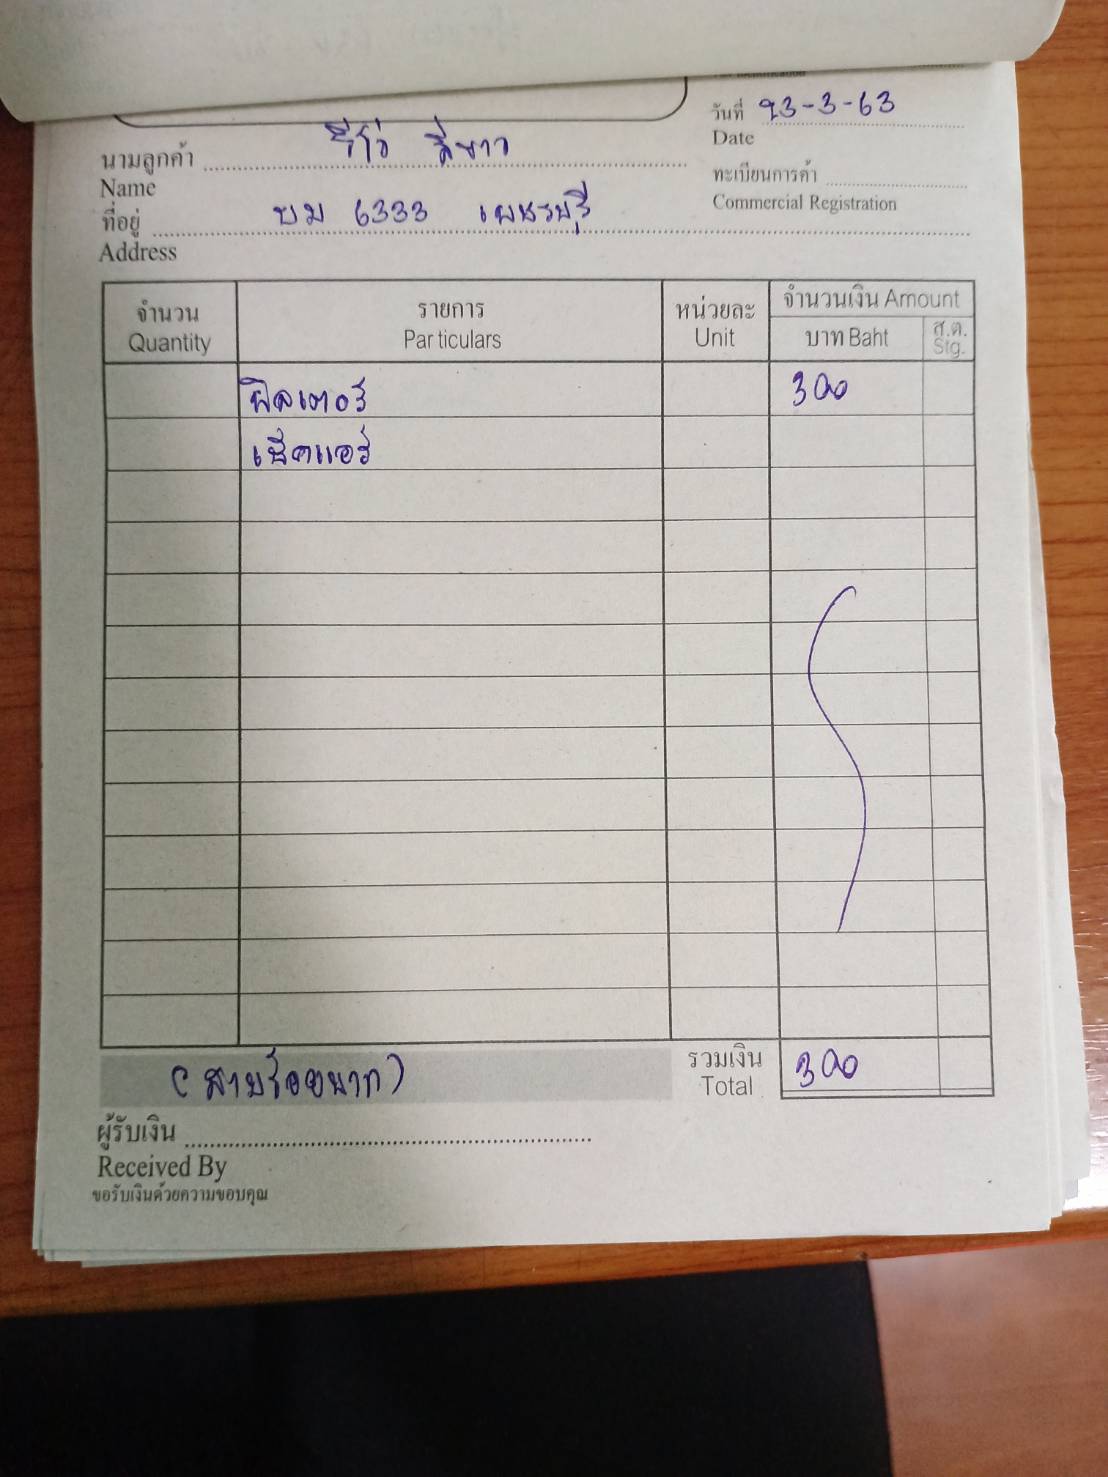 วันที่ 23-3-63
Date
นามลูกค้า รีโว่ สีขาว
Name
ทะเบียนการค้า
Commercial Registration
ที่อยู่ บม 6333 เพชรบุรี
Address
จำนวน รายการ หน่วยละ จำนวนเงิน Amount
Quantity Particulars Unit บาท Baht ส.ต. Stg.
ฟิลเตอร์ 300
เช็คแอร์
(สามร้อยบาท) รวมเงิน 300
Total
ผู้รับเงิน
Received By
ขอรับเงินด้วยความขอบคุณ